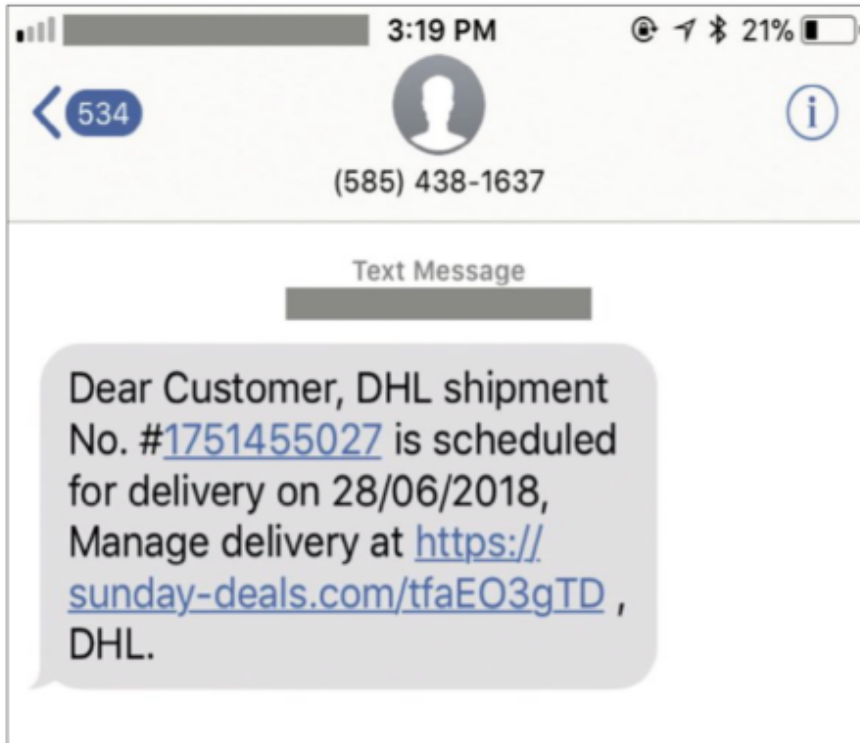 3:19 PM 21%
534
(585) 438-1637
Text Message
Dear Customer, DHL shipment
No. #1751455027 is scheduled
for delivery on 28/06/2018,
Manage delivery at https://
sunday-deals.com/tfaEO3gTD ,
DHL.